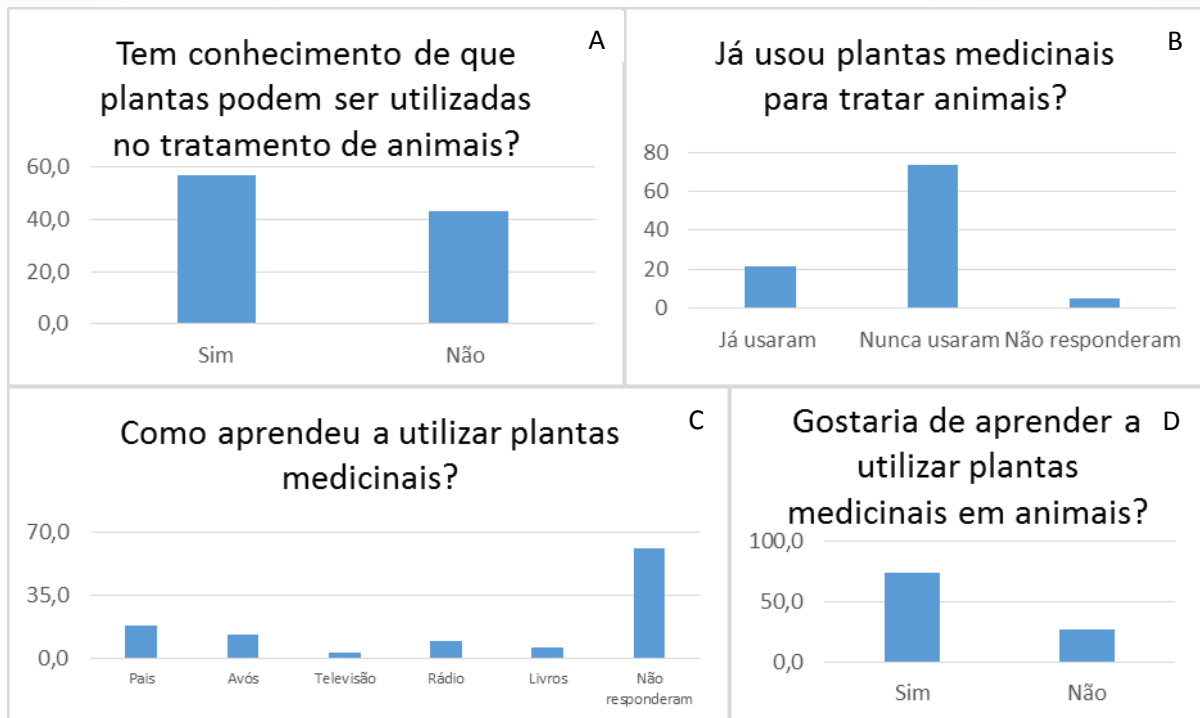 Tem conhecimento de que
plantas podem ser utilizadas
no tratamento de animais?
A
60,0
40,0
20,0
0,0
Sim
Não
Já usou plantas medicinais
para tratar animais?
B
80
60
40
20
0
Já usaram
Nunca usaram
Não responderam
Como aprendeu a utilizar plantas
medicinais?
C
70,0
35,0
0,0
Pais
Avós
Televisão
Rádio
Livros
Não
responderam
Gostaria de aprender a
utilizar plantas
medicinais em animais?
D
100,0
50,0
0,0
Sim
Não